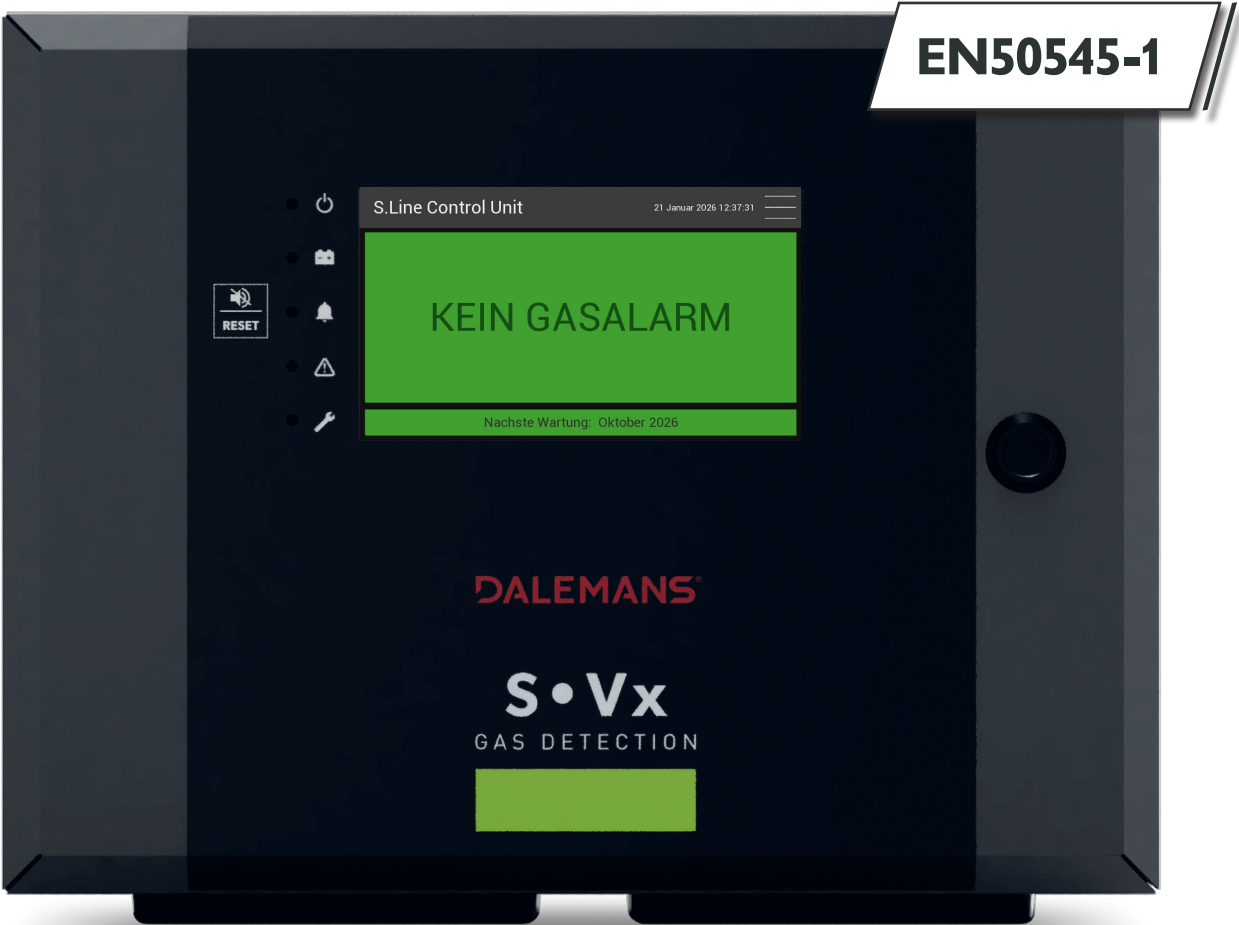 EN50545-1
S.Line Control Unit
21 Januar 2026 12:37:31
KEIN GASALARM
RESET
Nachste Wartung: Oktober 2026
DALEMANS®
S•Vx
GAS DETECTION